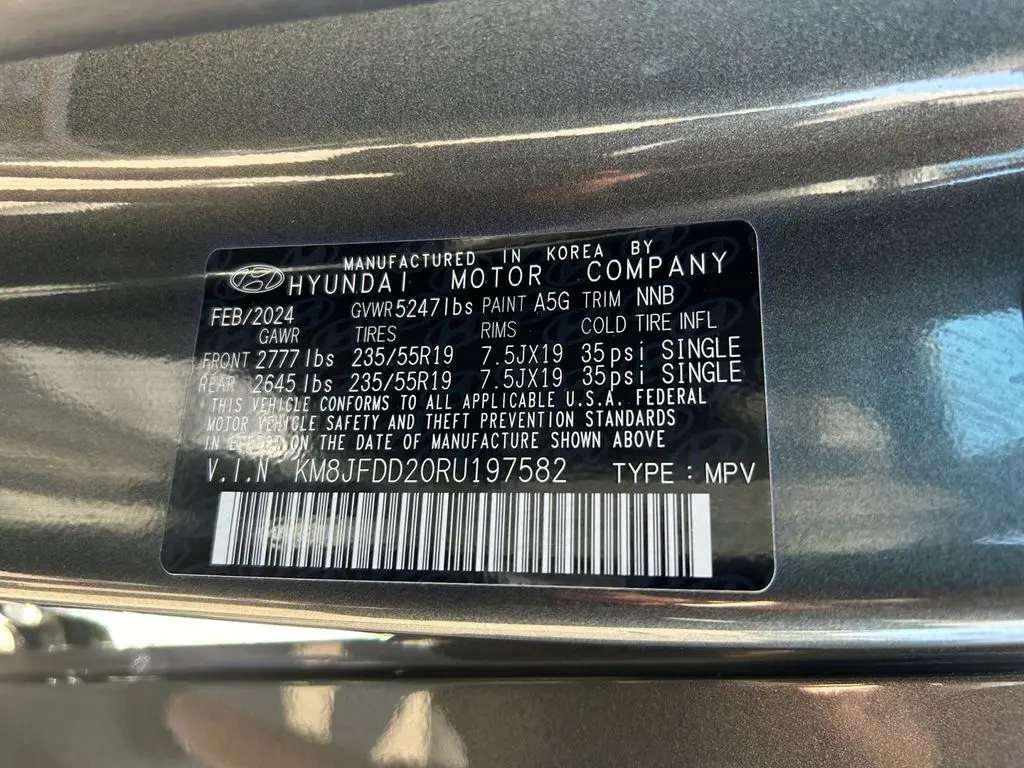 MANUFACTURED IN KOREA BY
HYUNDAI MOTOR COMPANY
FEB/2024 GVWR 5247lbs PAINT A5G TRIM NNB
GAWR TIRES RIMS COLD TIRE INFL
FRONT 2777lbs 235/55R19 7.5JX19 35psi SINGLE
REAR 2645lbs 235/55R19 7.5JX19 35psi SINGLE
THIS VEHICLE CONFORMS TO ALL APPLICABLE U.S.A. FEDERAL
MOTOR VEHICLE SAFETY AND THEFT PREVENTION STANDARDS
IN EFFECT ON THE DATE OF MANUFACTURE SHOWN ABOVE
V.I.N KM8JFDD20RU197582 TYPE : MPV